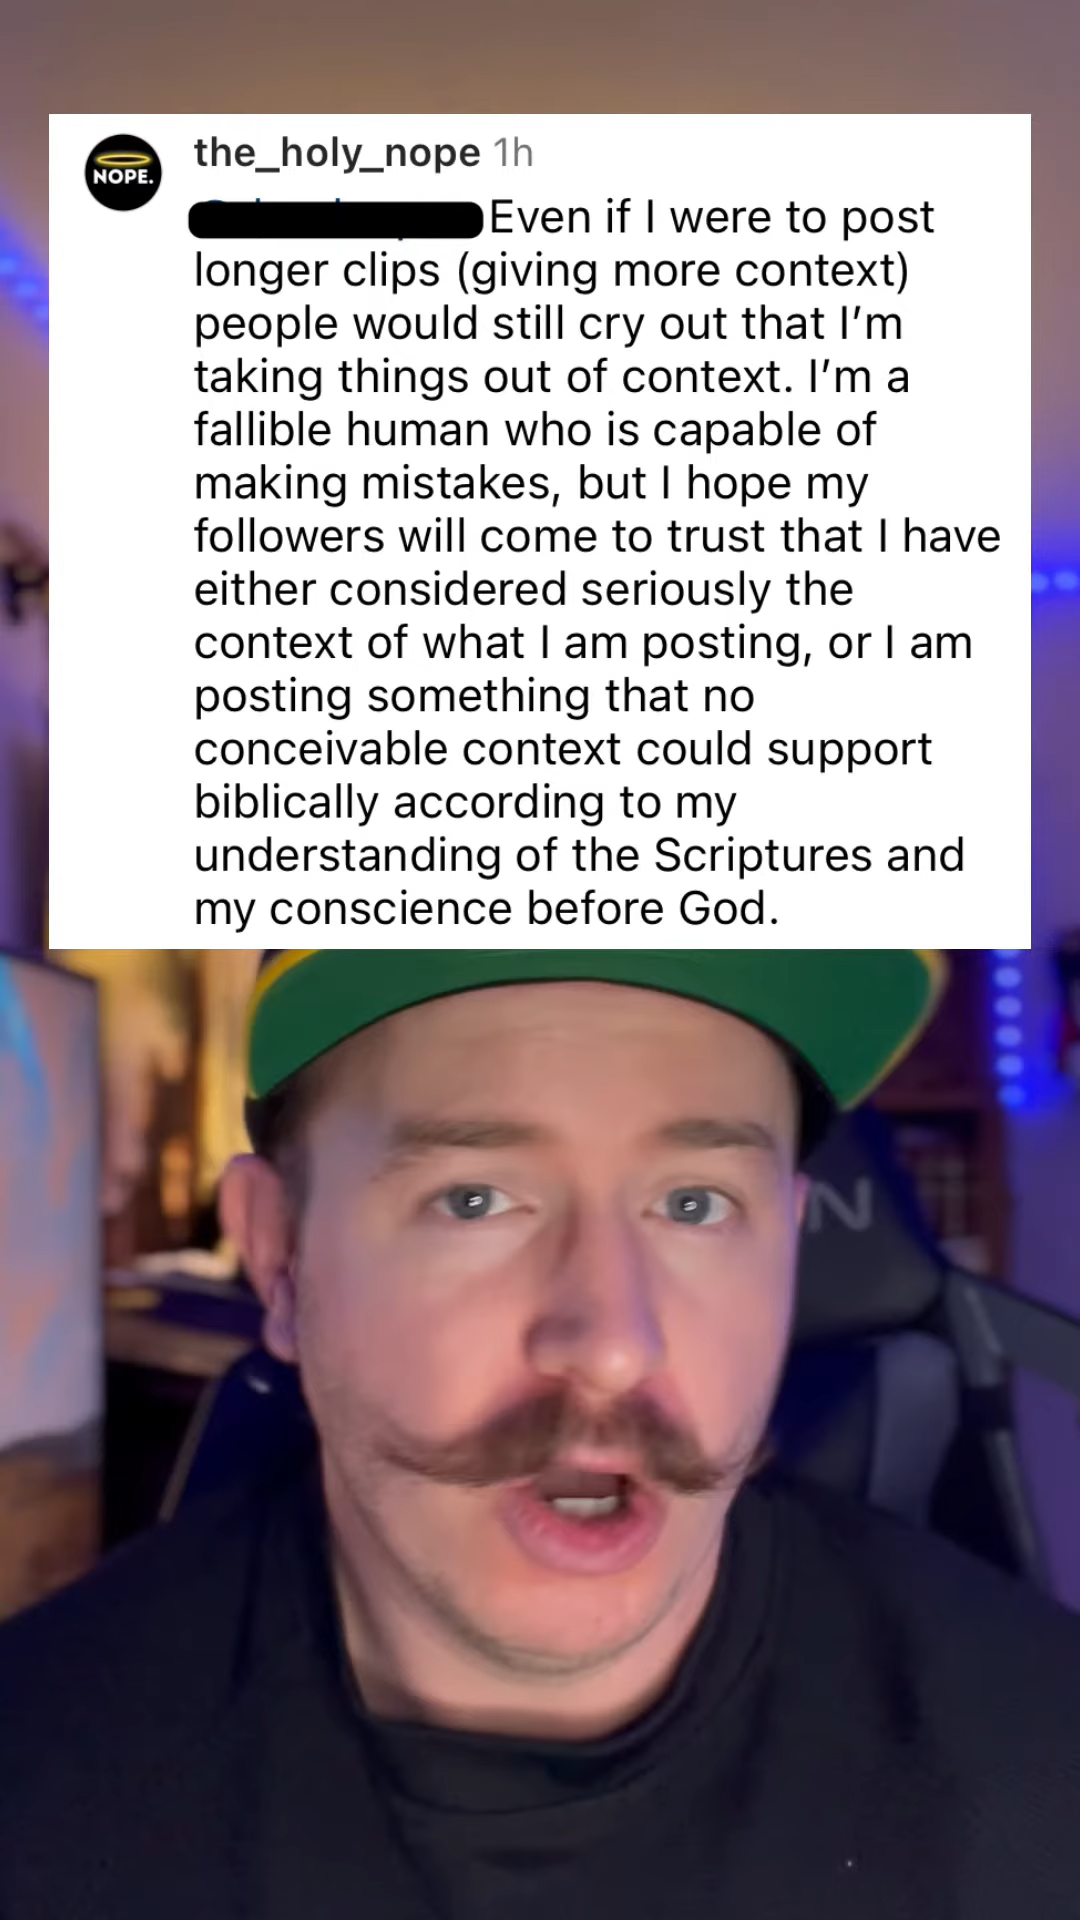 the_holy_nope 1h
NOPE.
Even if I were to post
longer clips (giving more context)
people would still cry out that I’m
taking things out of context. I’m a
fallible human who is capable of
making mistakes, but I hope my
followers will come to trust that I have
either considered seriously the
context of what I am posting, or I am
posting something that no
conceivable context could support
biblically according to my
understanding of the Scriptures and
my conscience before God.
N